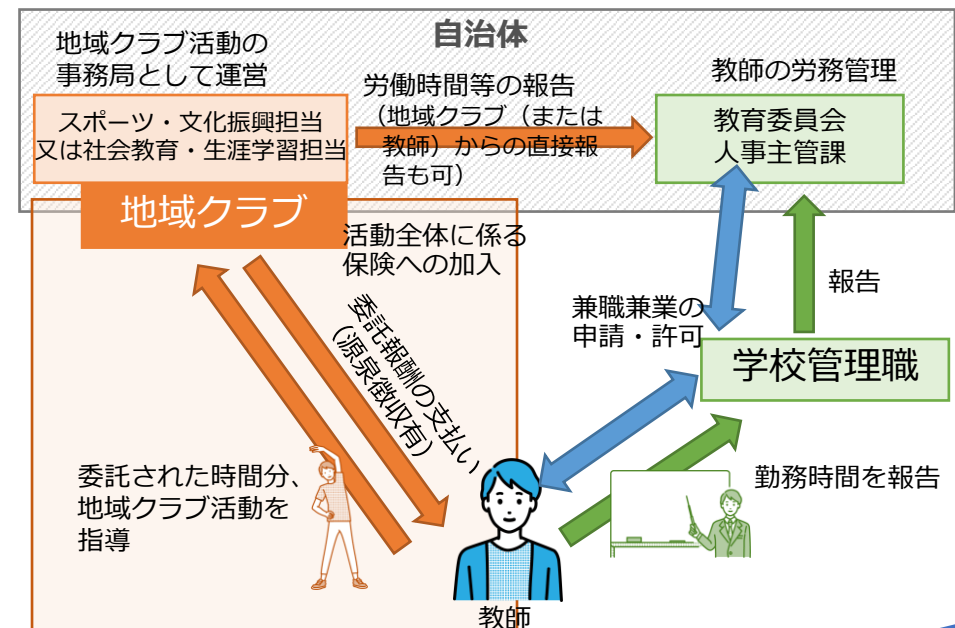 自治体
地域クラブ活動の
事務局として運営
スポーツ・文化振興担当
又は社会教育・生涯学習担当
地域クラブ
労働時間等の報告
（地域クラブ（または
教師）からの直接報
告も可）
教師の労務管理
教育委員会
人事主管課
活動全体に係る
保険への加入
委託報酬の支払い
(源泉徴収有)
兼職兼業の
申請・許可
報告
学校管理職
委託された時間分、
地域クラブ活動を
指導
勤務時間を報告
教師